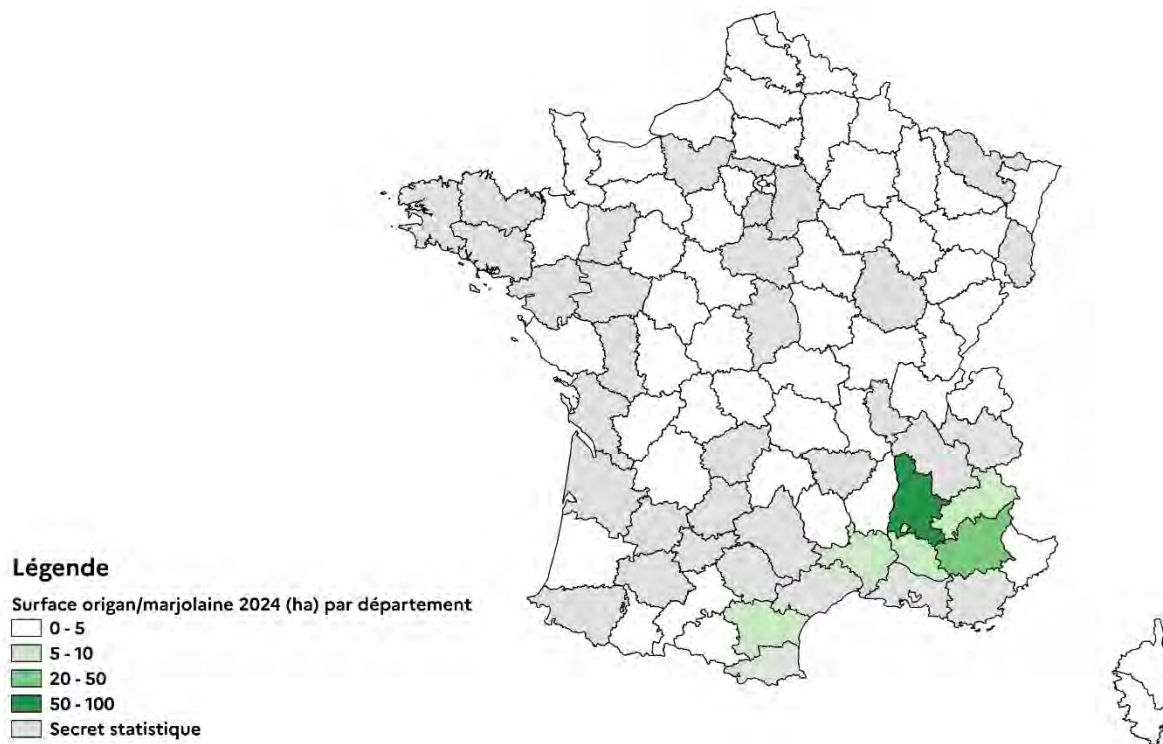 Légende
Surface origan/marjolaine 2024 (ha) par département
0 - 5
5 - 10
20 - 50
50 - 100
Secret statistique